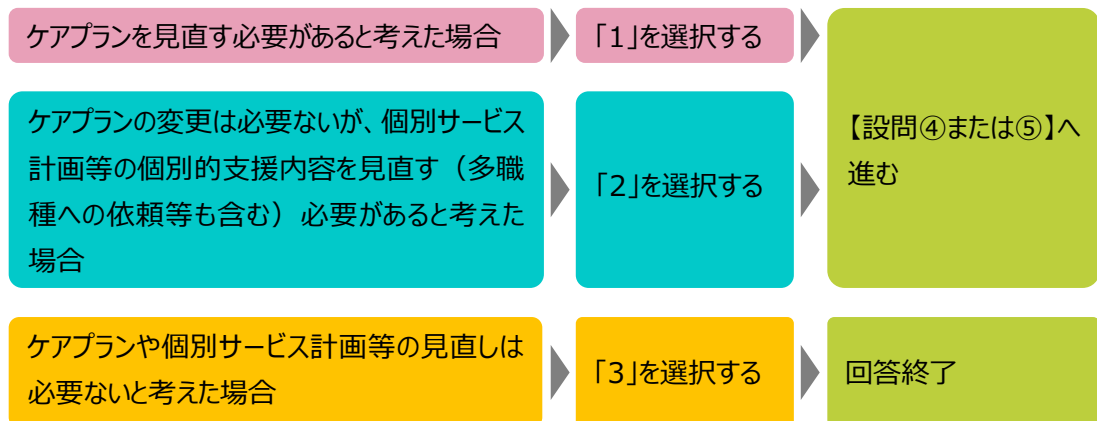 ケアプランを見直す必要があると考えた場合
「1」を選択する
ケアプランの変更は必要ないが、個別サービス
計画等の個別的支援内容を見直す（多職
種への依頼等も含む）必要があると考えた
場合
「2」を選択する
【設問④または⑤】へ
進む
ケアプランや個別サービス計画等の見直しは
必要ないと考えた場合
「3」を選択する
回答終了